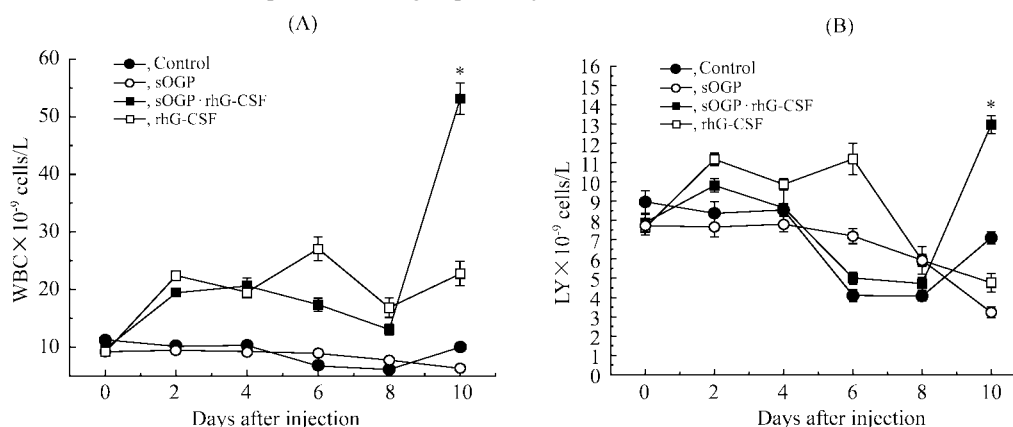 (A)
60
50
40
30
20
10
WBC×10⁻⁹ cells/L
●, Control
○, sOGP
■, sOGP·rhG-CSF
□, rhG-CSF
*
0 2 4 6 8 10
Days after injection
(B)
16
15
14
13
12
11
10
9
8
7
6
5
4
3
2
1
0
LY×10⁻⁹ cells/L
●, Control
○, sOGP
■, sOGP·rhG-CSF
□, rhG-CSF
*
0 2 4 6 8 10
Days after injection